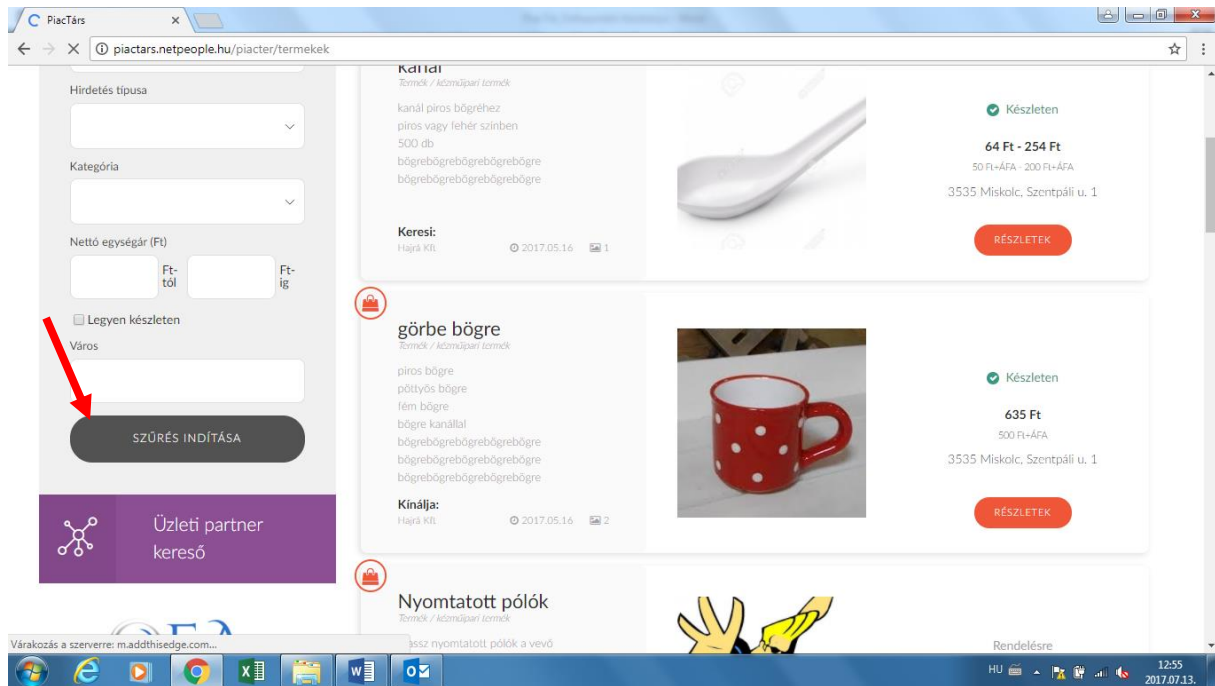 PiacTárs
piactars.netpeople.hu/piacter/termekek
Hirdetés típusa
Kategória
Nettó egységár (Ft)
Ft-
tól
Ft-
ig
Legyen készleten
Város
SZŰRÉS INDÍTÁSA
Üzleti partner
kereső
kanál
Termék / kézműipari termék
kanál piros bögréhez
piros vagy fehér színben
500 db
bögrebögrebögrebögrebögre
bögrebögrebögrebögrebögre
Keresi:
Hajrá Kft.
2017.05.16
1
Készleten
64 Ft - 254 Ft
50 Ft+ÁFA - 200 Ft+ÁFA
3535 Miskolc, Szentpáli u. 1
RÉSZLETEK
görbe bögre
Termék / kézműipari termék
piros bögre
pöttyös bögre
fém bögre
bögre kanállal
bögrebögrebögrebögrebögre
bögrebögrebögrebögrebögre
bögrebögrebögrebögrebögre
Kínálja:
Hajrá Kft.
2017.05.16
2
Készleten
635 Ft
500 Ft+ÁFA
3535 Miskolc, Szentpáli u. 1
RÉSZLETEK
Nyomtatott pólók
Termék / kézműipari termék
nyomtatott pólók a vevő
Rendelésre
Várakozás a szerverre: m.addthisedge.com...
HU
12:55
2017.07.13.